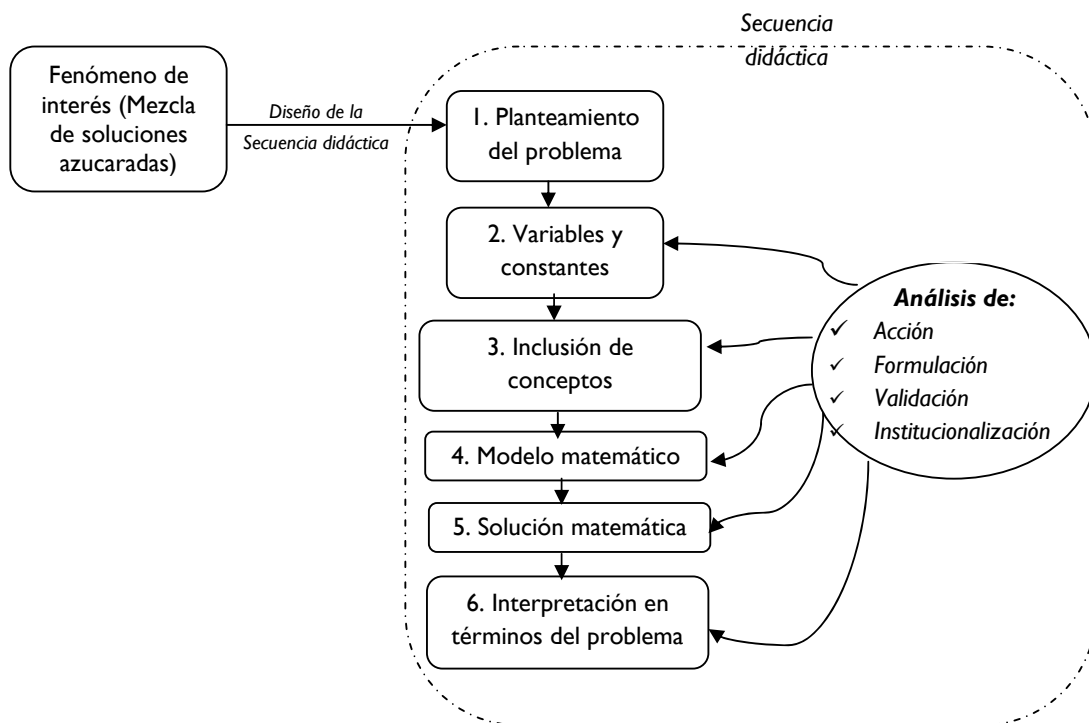 Secuencia
didáctica
Fenómeno de
interés (Mezcla
de soluciones
azucaradas)
Diseño de la
Secuencia didáctica
1. Planteamiento
del problema
2. Variables y
constantes
3. Inclusión de
conceptos
4. Modelo matemático
5. Solución matemática
6. Interpretación en
términos del problema
Análisis de:
✓ Acción
✓ Formulación
✓ Validación
✓ Institucionalización